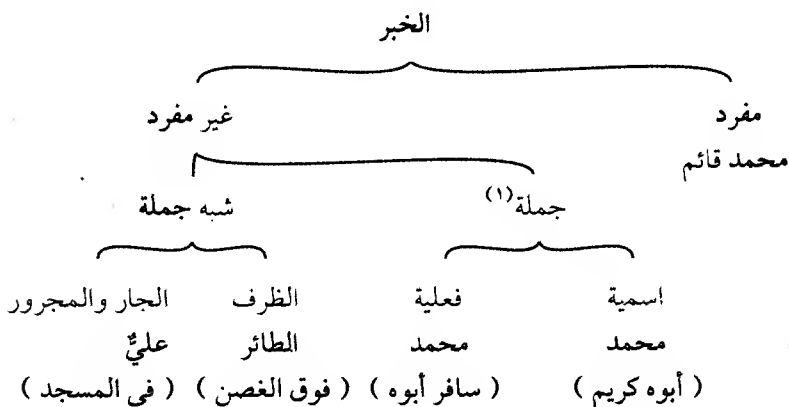 الخبر
مفرد غير مفرد
محمد قائم
جملة(١) شبه جملة
اسمية فعلية الظرف الجار والمجرور
محمد محمد الطائر عليٌّ
( أبوه كريم ) ( سافر أبوه ) ( فوق الغصن ) ( في المسجد )